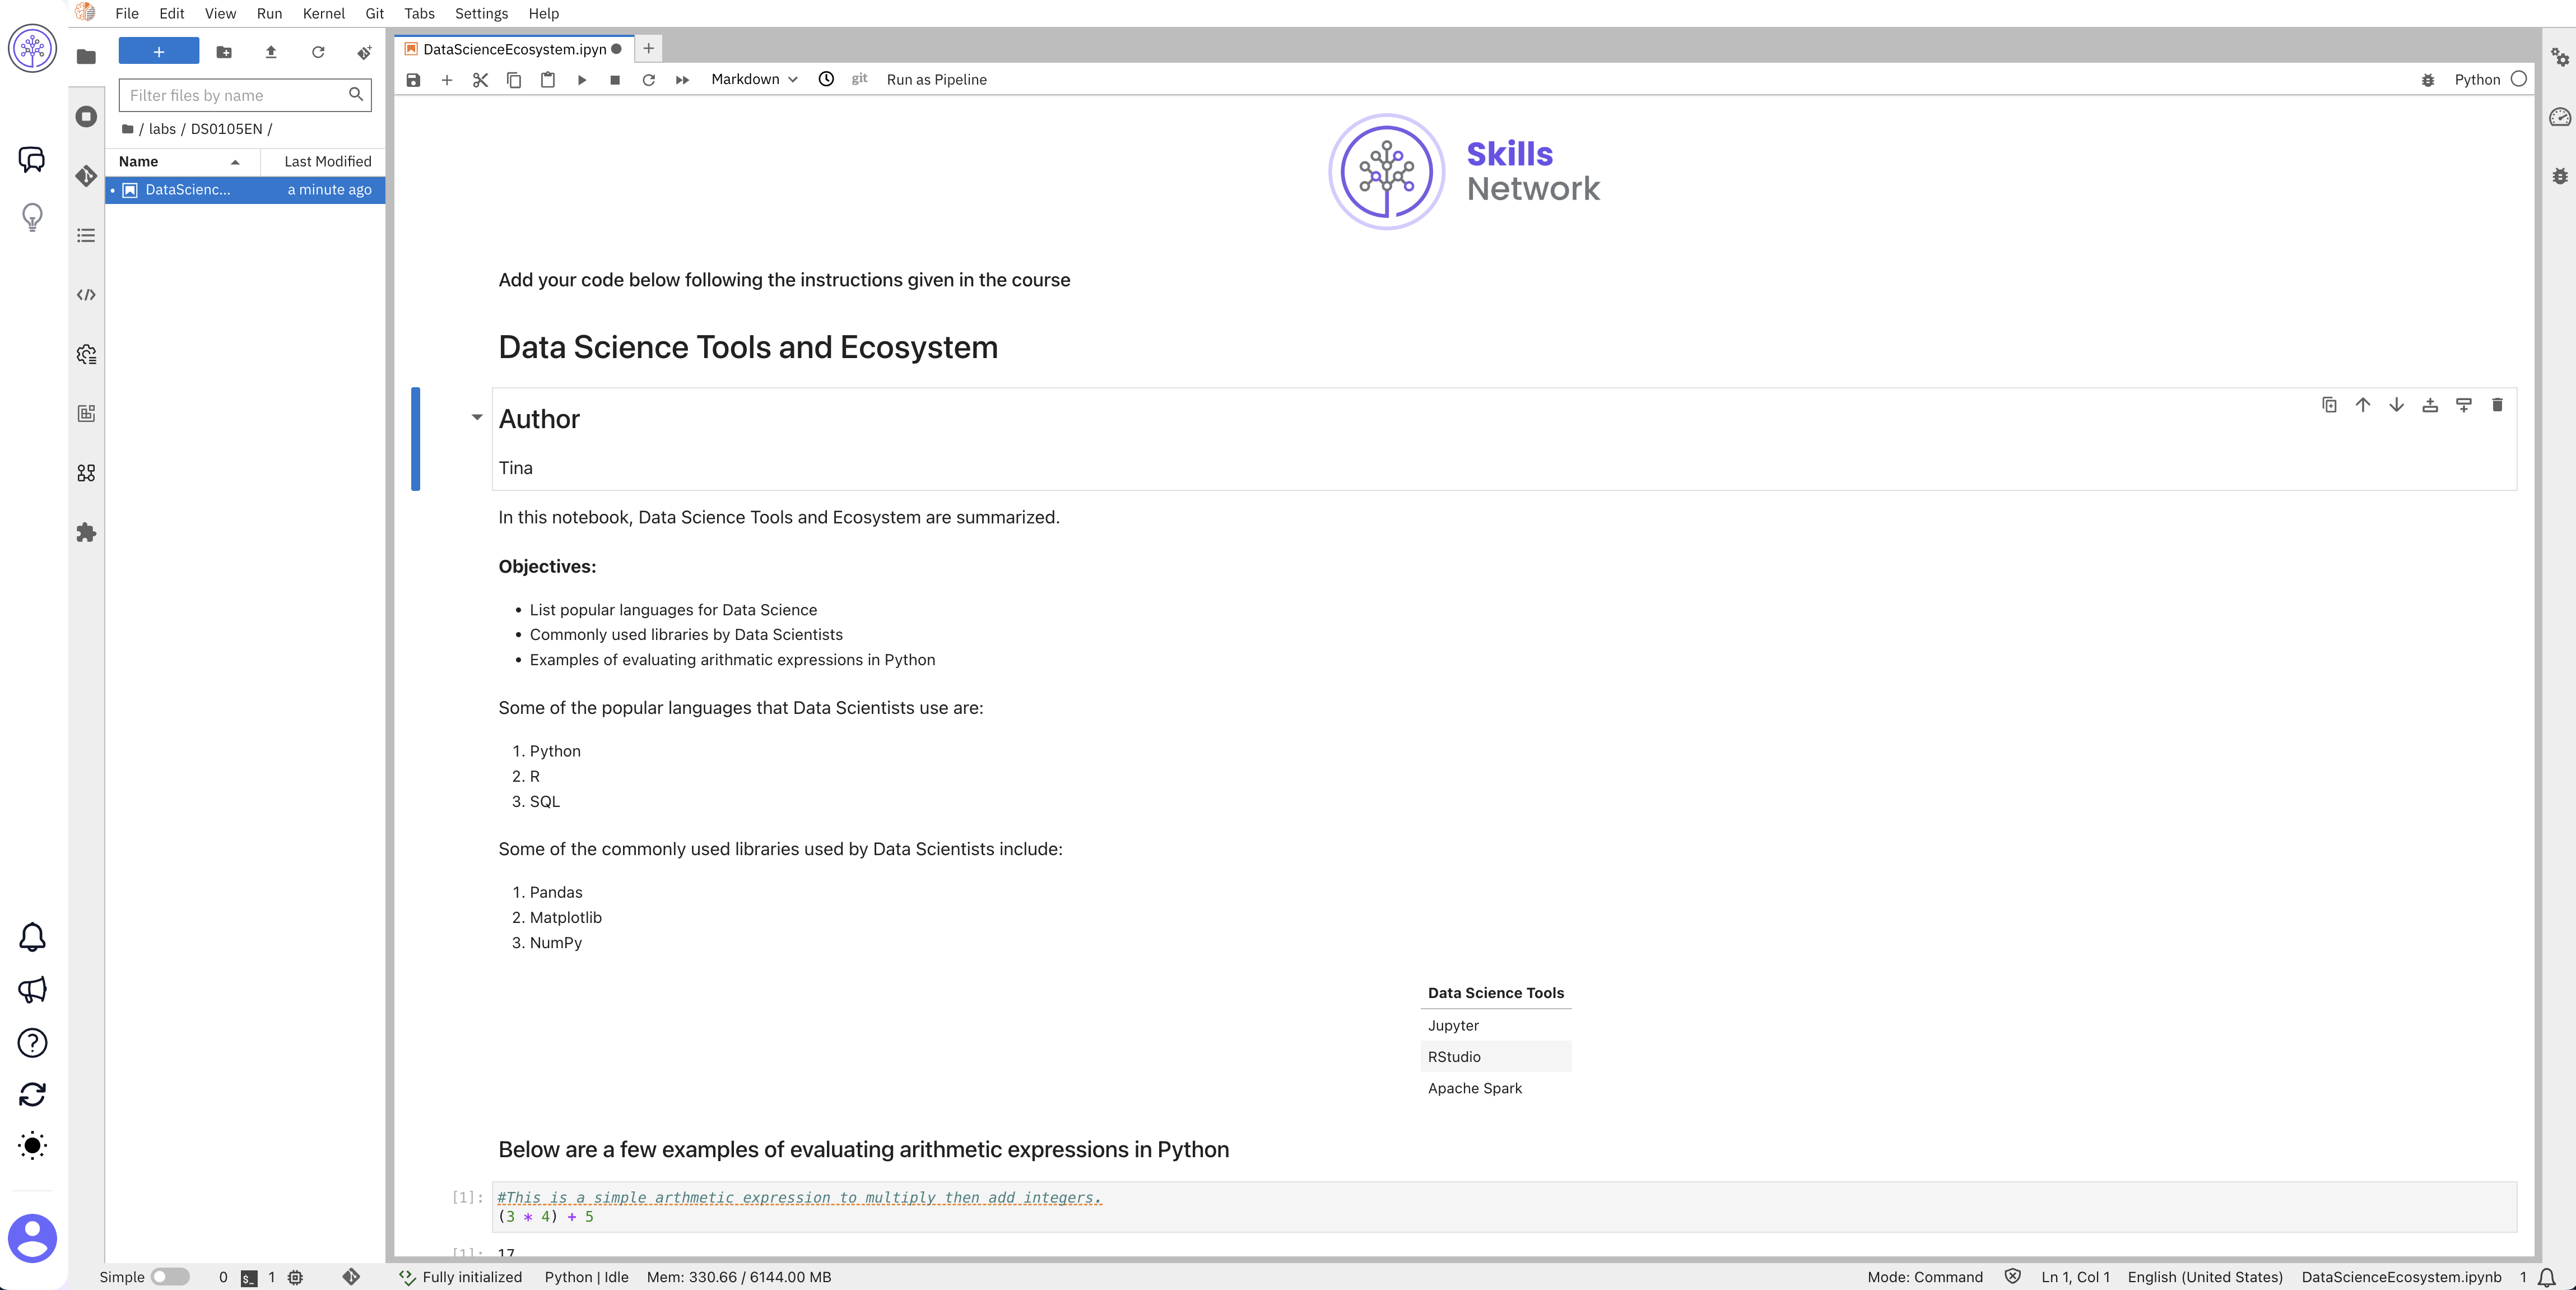 File Edit View Run Kernel Git Tabs Settings Help
DataScienceEcosystem.ipyn
Filter files by name
/ labs / DS0105EN /
Name Last Modified
DataScienc... a minute ago
Markdown git Run as Pipeline Python
Skills
Network
Add your code below following the instructions given in the course
Data Science Tools and Ecosystem
Author
Tina
In this notebook, Data Science Tools and Ecosystem are summarized.
Objectives:
• List popular languages for Data Science
• Commonly used libraries by Data Scientists
• Examples of evaluating arithmatic expressions in Python
Some of the popular languages that Data Scientists use are:
1. Python
2. R
3. SQL
Some of the commonly used libraries used by Data Scientists include:
1. Pandas
2. Matplotlib
3. NumPy
Data Science Tools
Jupyter
RStudio
Apache Spark
Below are a few examples of evaluating arithmetic expressions in Python
[1]: #This is a simple arthmetic expression to multiply then add integers.
(3 * 4) + 5
[1]: 17
Simple 0 $_ 1 Fully initialized Python | Idle Mem: 330.66 / 6144.00 MB Mode: Command Ln 1, Col 1 English (United States) DataScienceEcosystem.ipynb 1